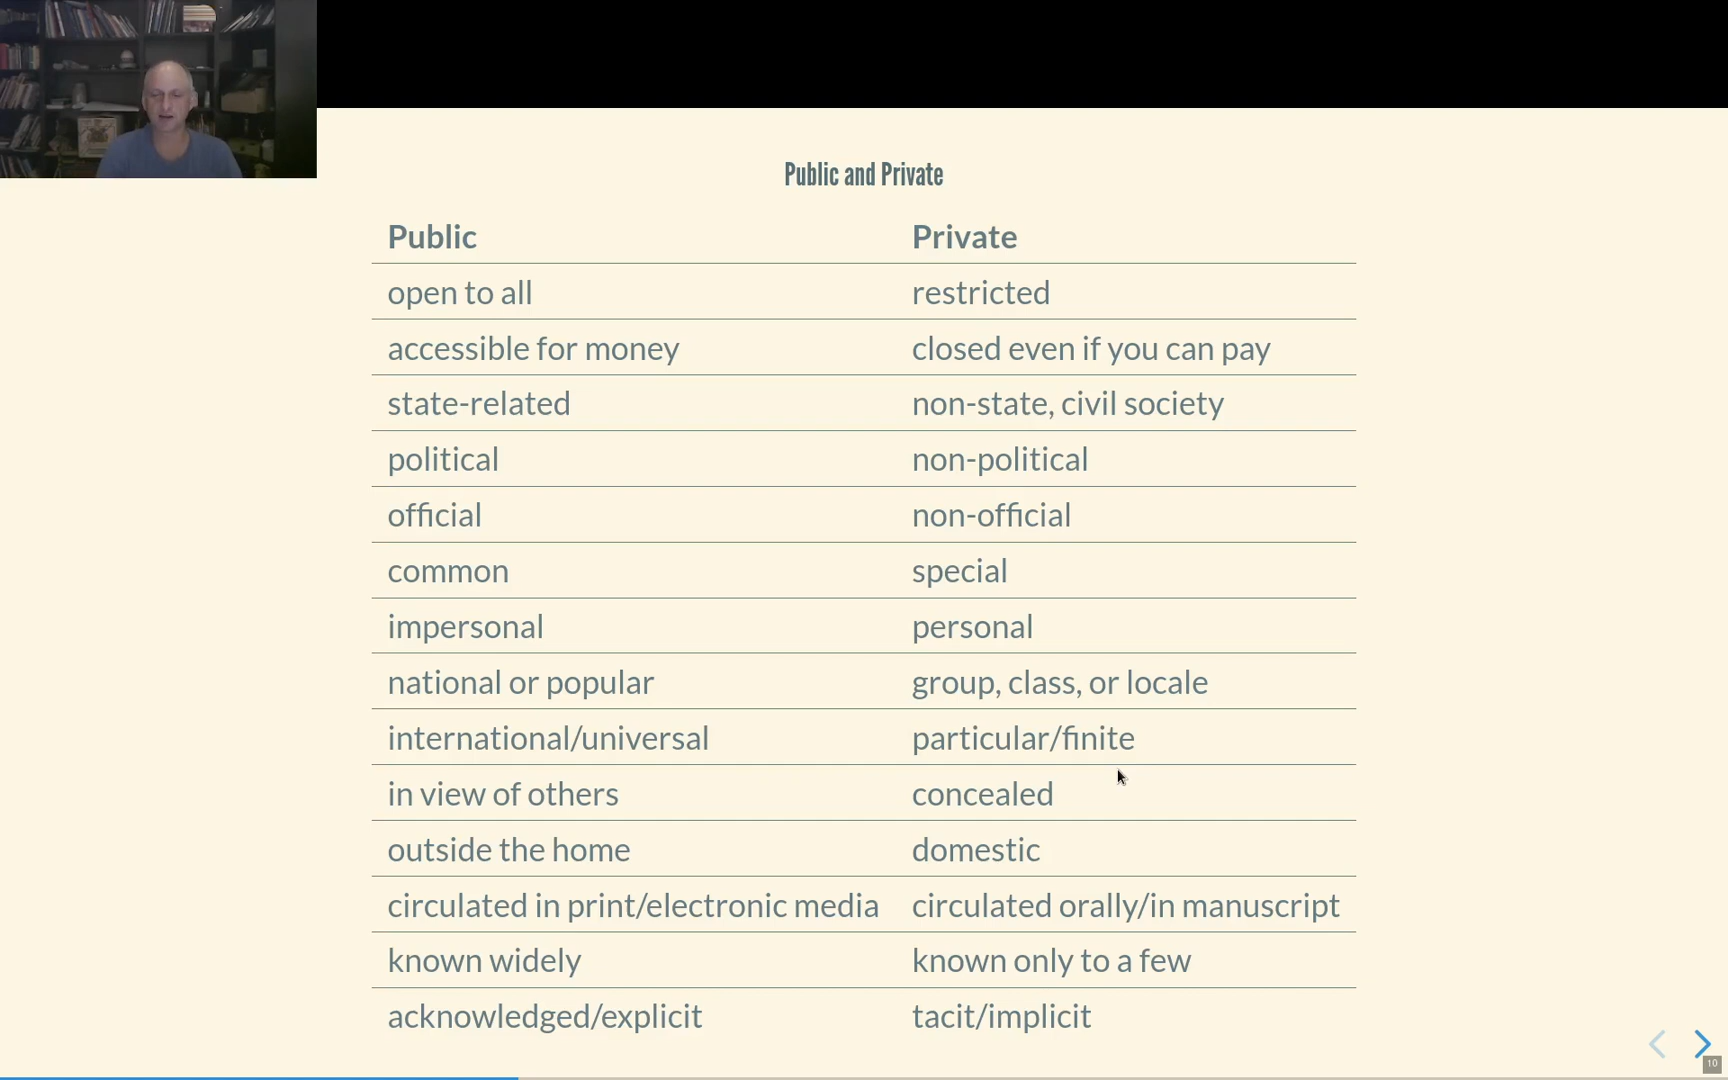 Public and Private
Public Private
open to all restricted
accessible for money closed even if you can pay
state-related non-state, civil society
political non-political
official non-official
common special
impersonal personal
national or popular group, class, or locale
international/universal particular/finite
in view of others concealed
outside the home domestic
circulated in print/electronic media circulated orally/in manuscript
known widely known only to a few
acknowledged/explicit tacit/implicit
10